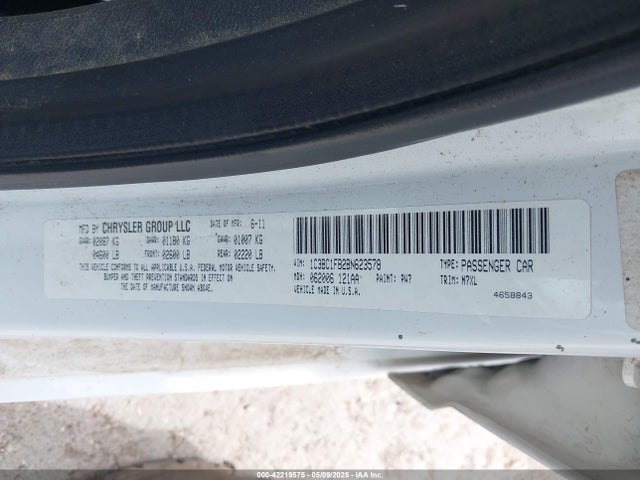 MFD BY CHRYSLER GROUP LLC DATE OF MFR: 6-11
GVWR: 02087 KG GAWR: 01180 KG GAWR: 01007 KG
04600 LB FRONT: 02600 LB REAR: 02220 LB
THIS VEHICLE CONFORMS TO ALL APPLICABLE U.S.A. FEDERAL MOTOR VEHICLE SAFETY,
BUMPER AND THEFT PREVENTION STANDARDS IN EFFECT ON
THE DATE OF MANUFACTURE SHOWN ABOVE.
VIN: 1C3BC1FB2BN623578 TYPE: PASSENGER CAR
MDH: 062006 121AA PAINT: PW7 TRIM: N7XL
VEHICLE MADE IN U.S.A. 4658843
000-42219575 - 05/09/2025 - IAAI.COM